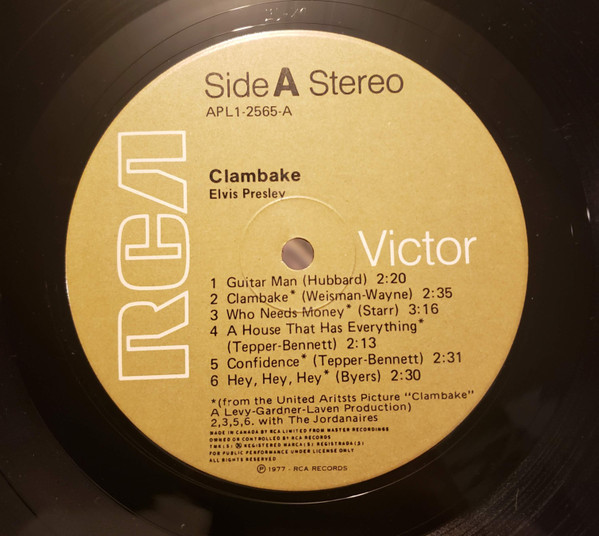 Side A Stereo
APL1-2565-A
RCA
Clambake
Elvis Presley
Victor
1 Guitar Man (Hubbard) 2:20
2 Clambake* (Weisman-Wayne) 2:35
3 Who Needs Money* (Starr) 3:16
4 A House That Has Everything*
(Tepper-Bennett) 2:13
5 Confidence* (Tepper-Bennett) 2:31
6 Hey, Hey, Hey* (Byers) 2:30
*(from the United Aritsts Picture "Clambake"
A Levy-Gardner-Laven Production)
2,3,5,6. with The Jordanaires
MADE IN CANADA BY RCA LIMITED FROM MASTER RECORDINGS
OWNED OR CONTROLLED BY RCA RECORDS
TMK(S) ® REGISTERED MARCA(S) REGISTRADA(S)
FOR PUBLIC PERFORMANCE UNDER LICENSE ONLY
ALL RIGHTS RESERVED
℗ 1977 - RCA RECORDS